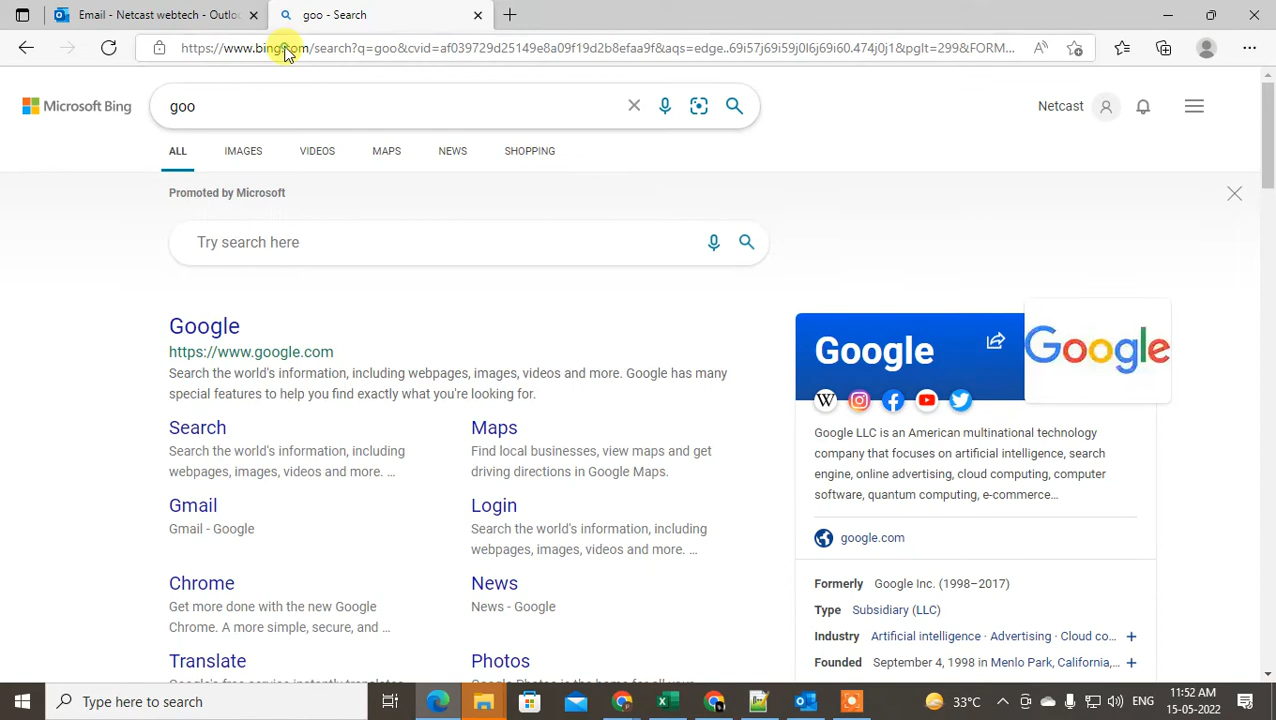 Email - Netcast webtech - Outlo
goo - Search
https://www.bing.com/search?q=goo&cvid=af039729d25149e8a09f19d2b8efaa9f&aqs=edge..69i57j69i59j0l6j69i60.474j0j1&pglt=299&FORM...
Microsoft Bing
goo
Netcast
ALL IMAGES VIDEOS MAPS NEWS SHOPPING
Promoted by Microsoft
Try search here
Google
https://www.google.com
Search the world's information, including webpages, images, videos and more. Google has many
special features to help you find exactly what you're looking for.
Search
Search the world's information, including
webpages, images, videos and more. ...
Maps
Find local businesses, view maps and get
driving directions in Google Maps.
Gmail
Gmail - Google
Login
Search the world's information, including
webpages, images, videos and more. ...
Chrome
Get more done with the new Google
Chrome. A more simple, secure, and ...
News
News - Google
Translate
Google's free service instantly translates
Photos
Google
Google
W
Google LLC is an American multinational technology
company that focuses on artificial intelligence, search
engine, online advertising, cloud computing, computer
software, quantum computing, e-commerce...
google.com
Formerly Google Inc. (1998–2017)
Type Subsidiary (LLC)
Industry Artificial intelligence · Advertising · Cloud co...
Founded September 4, 1998 in Menlo Park, California,...
Type here to search
33°C
ENG
11:52 AM
15-05-2022